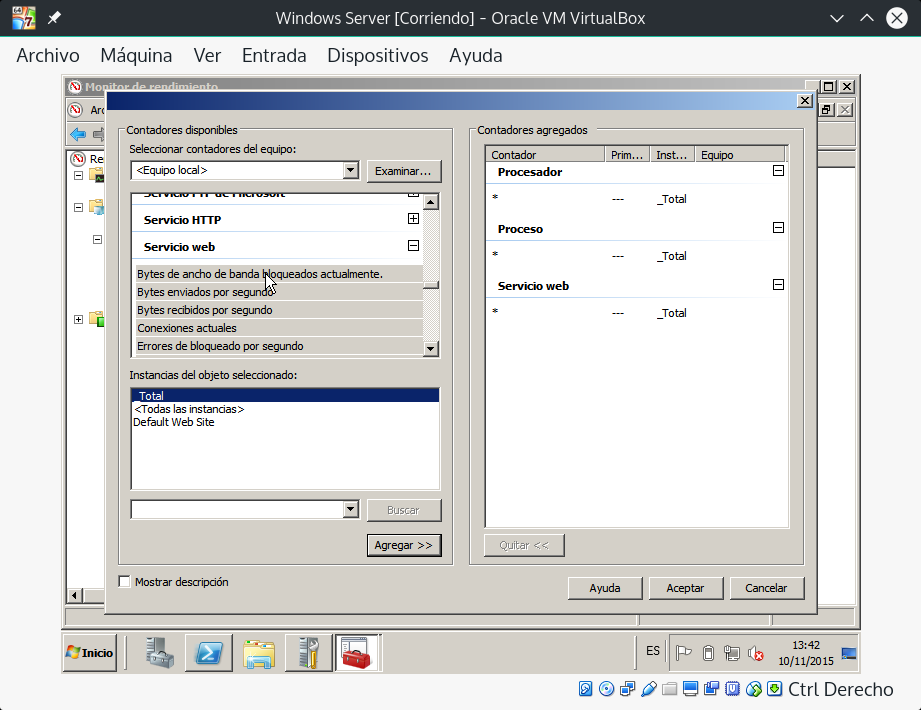 Windows Server [Corriendo] - Oracle VM VirtualBox
Archivo Máquina Ver Entrada Dispositivos Ayuda
Monitor de rendimiento
Contadores disponibles
Seleccionar contadores del equipo:
<Equipo local>
Examinar...
Servicio FTP de Microsoft
Servicio HTTP
Servicio web
Bytes de ancho de banda bloqueados actualmente.
Bytes enviados por segundo
Bytes recibidos por segundo
Conexiones actuales
Errores de bloqueado por segundo
Instancias del objeto seleccionado:
_Total
<Todas las instancias>
Default Web Site
Buscar
Agregar >>
Mostrar descripción
Contadores agregados
Contador Prim... Inst... Equipo
Procesador
* --- _Total
Proceso
* --- _Total
Servicio web
* --- _Total
Quitar <<
Ayuda Aceptar Cancelar
Inicio
ES
13:42
10/11/2015
Ctrl Derecho